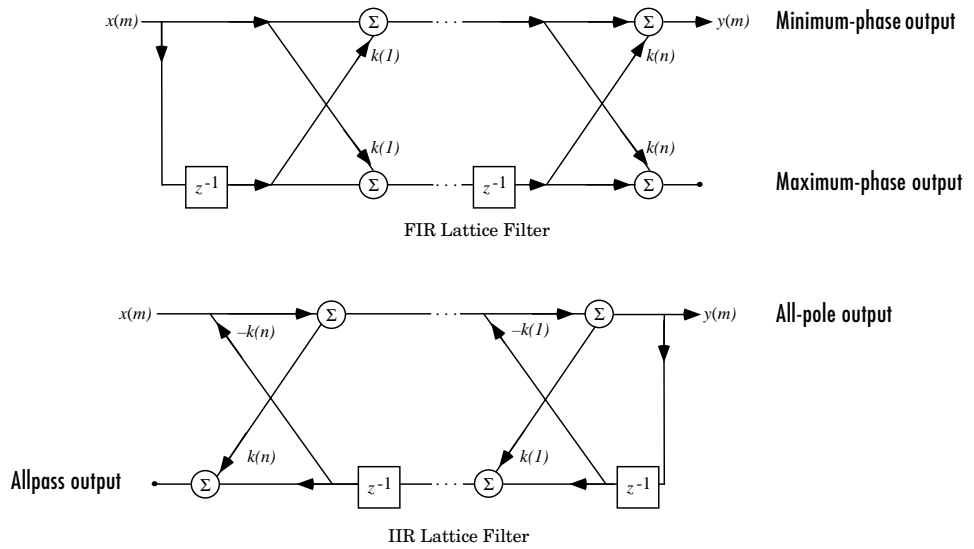 x(m)
Σ
· · ·
Σ
y(m)
Minimum-phase output
k(1)
k(n)
k(1)
k(n)
z⁻¹
Σ
· · ·
z⁻¹
Σ
Maximum-phase output
FIR Lattice Filter
x(m)
Σ
· · ·
Σ
y(m)
All-pole output
–k(n)
–k(1)
k(n)
k(1)
Allpass output
Σ
z⁻¹
· · ·
Σ
z⁻¹
IIR Lattice Filter